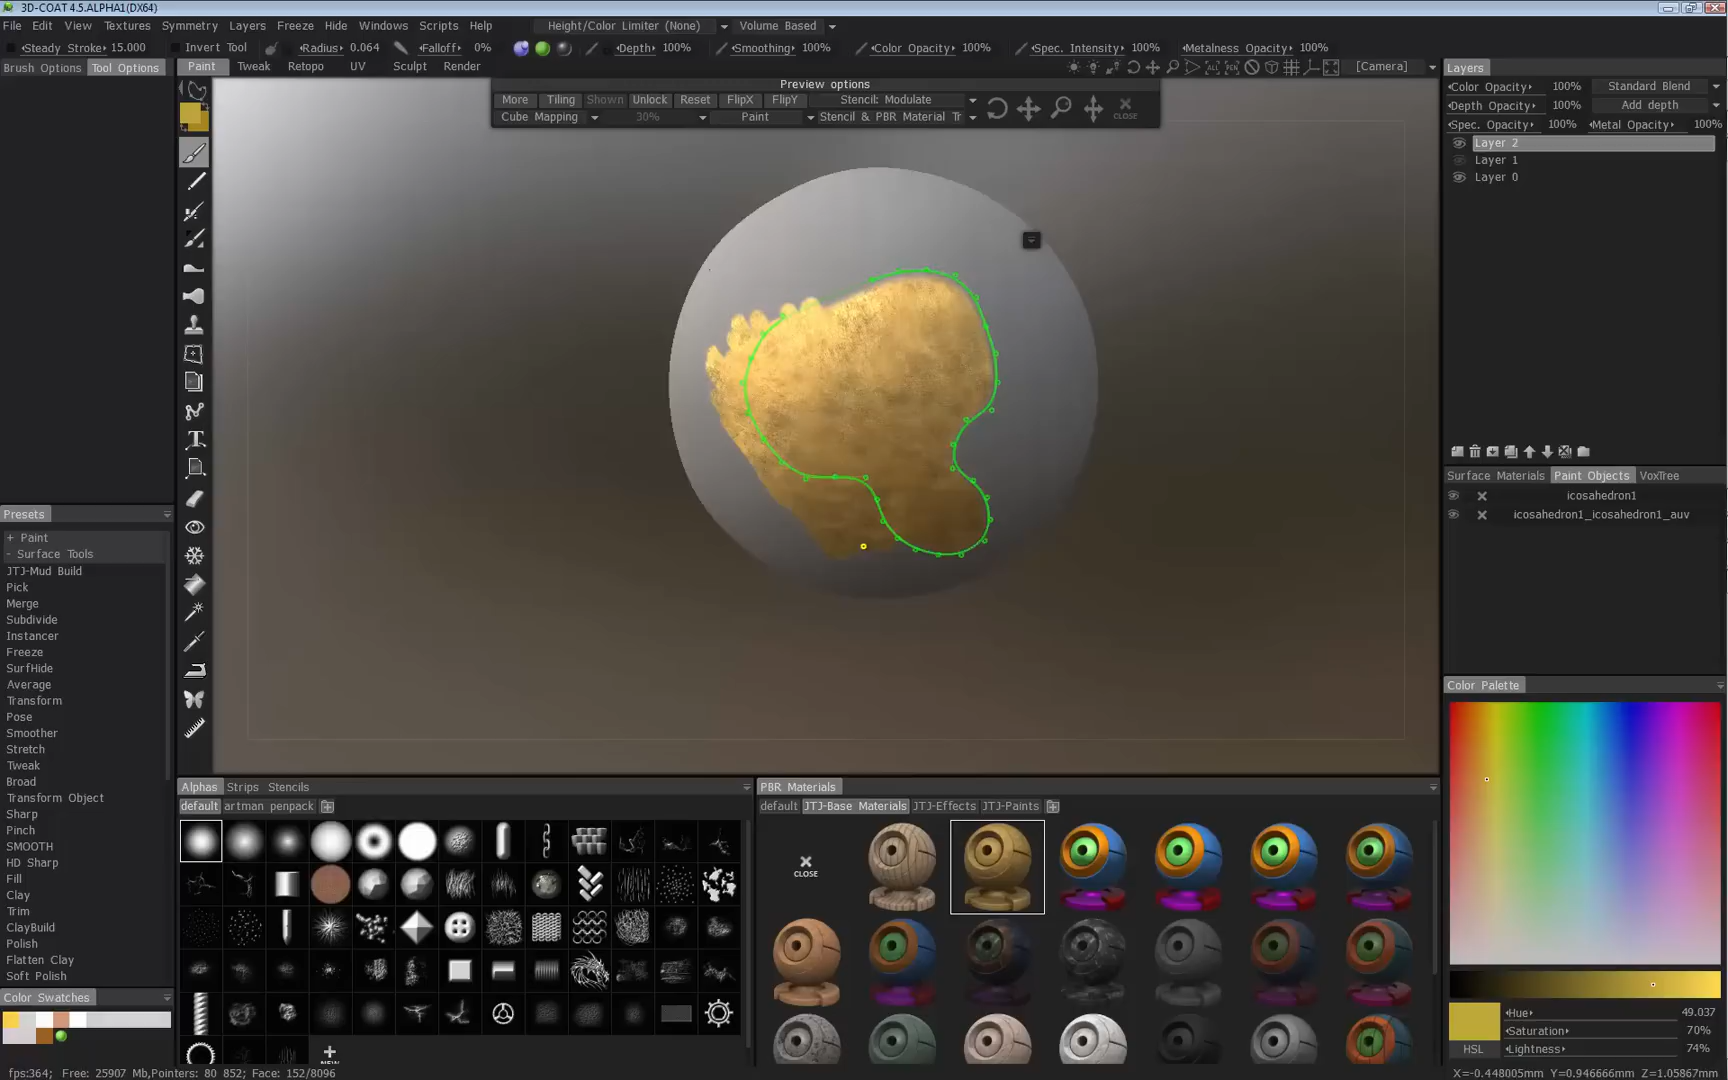 3D-COAT 4.5.ALPHA1(DX64)
File Edit View Textures Symmetry Layers Freeze Hide Windows Scripts Help Height/Color Limiter (None) Volume Based
Steady Stroke 15.000 Invert Tool Radius 0.064 Falloff 0% Depth 100% Smoothing 100% Color Opacity 100% Spec. Intensity 100% Metalness Opacity 100%
Brush Options Tool Options Paint Tweak Retopo UV Sculpt Render [Camera] Layers
Preview options
More Tiling Shown Unlock Reset FlipX FlipY Stencil: Modulate
Cube Mapping 30% Paint Stencil & PBR Material Tr CLOSE
Color Opacity 100% Standard Blend
Depth Opacity 100% Add depth
Spec. Opacity 100% Metal Opacity 100%
Layer 2
Layer 1
Layer 0
Surface Materials Paint Objects VoxTree
icosahedron1
icosahedron1_icosahedron1_auv
Presets
+ Paint
- Surface Tools
JTJ-Mud Build
Pick
Merge
Subdivide
Instancer
Freeze
SurfHide
Average
Transform
Pose
Smoother
Stretch
Tweak
Broad
Transform Object
Sharp
Pinch
SMOOTH
HD Sharp
Fill
Clay
Trim
ClayBuild
Polish
Flatten Clay
Soft Polish
Color Swatches
Alphas Strips Stencils
default artman penpack
NEW
PBR Materials
default JTJ-Base Materials JTJ-Effects JTJ-Paints
CLOSE
Color Palette
Hue 49.037
Saturation 70%
HSL Lightness 74%
fps:364; Free: 25907 Mb,Pointers: 80 852; Face: 152/8096
X=-0.448005mm Y=0.946666mm Z=1.05867mm